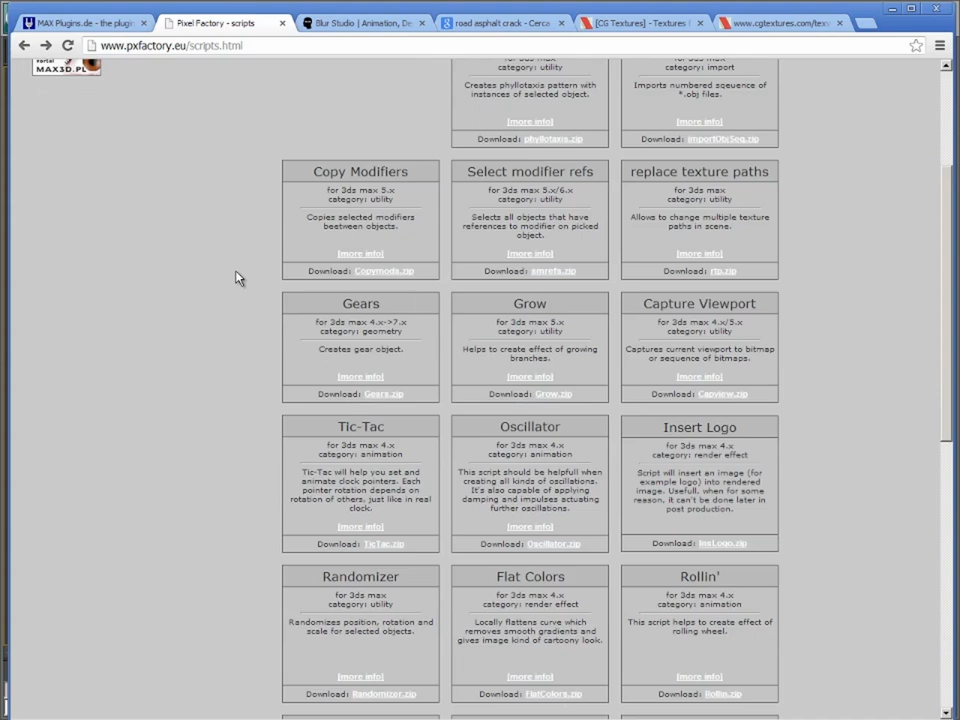 MAX Plugins.de - the plugin
Pixel Factory - scripts
Blur Studio | Animation, De
road asphalt crack - Cerca
[CG Textures] - Textures
www.cgtextures.com/tex
www.pxfactory.eu/scripts.html
MAX3D.PL
category: utility
Creates phyllotaxis pattern with
instances of selected object.
[more info]
Download: phyllotaxis.zip
category: import
Imports numbered sqeuence of
*.obj files.
[more info]
Download: importObjSeq.zip
Copy Modifiers
for 3ds max 5.x
category: utility
Copies selected modifiers
beetween objects.
[more info]
Download: Copymods.zip
Select modifier refs
for 3ds max 5.x/6.x
category: utility
Selects all objects that have
references to modifier on picked
object.
[more info]
Download: smrefs.zip
replace texture paths
for 3ds max
category: utility
Allows to change multiple texture
paths in scene.
[more info]
Download: rtp.zip
Gears
for 3ds max 4.x->7.x
category: geometry
Creates gear object.
[more info]
Download: Gears.zip
Grow
for 3ds max 5.x
category: utility
Helps to create effect of growing
branches.
[more info]
Download: Grow.zip
Capture Viewport
for 3ds max 4.x/5.x
category: utility
Captures current viewport to bitmap
or sequence of bitmaps.
[more info]
Download: Capview.zip
Tic-Tac
for 3ds max 4.x
category: animation
Tic-Tac will help you set and
animate clock pointers. Each
pointer rotation depends on
rotation of others, just like in real
clock.
[more info]
Download: TicTac.zip
Oscillator
for 3ds max 4.x
category: animation
This script should be helpfull when
creating all kinds of oscillations.
It's also capable of applying
damping and impulses actuating
further oscillations.
[more info]
Download: Oscillator.zip
Insert Logo
for 3ds max 4.x
category: render effect
Script will insert an image (for
example logo) into rendered
image. Usefull, when for some
reason, it can't be done later in
post production.
Download: InsLogo.zip
Randomizer
for 3ds max
category: utility
Randomizes position, rotation and
scale for selected objects.
[more info]
Download: Randomizer.zip
Flat Colors
for 3ds max 4.x
category: render effect
Locally flattens curve which
removes smooth gradients and
gives image kind of cartoony look.
[more info]
Download: FlatColors.zip
Rollin'
for 3ds max 4.x
category: animation
This script helps to create effect of
rolling wheel.
[more info]
Download: Rollin.zip